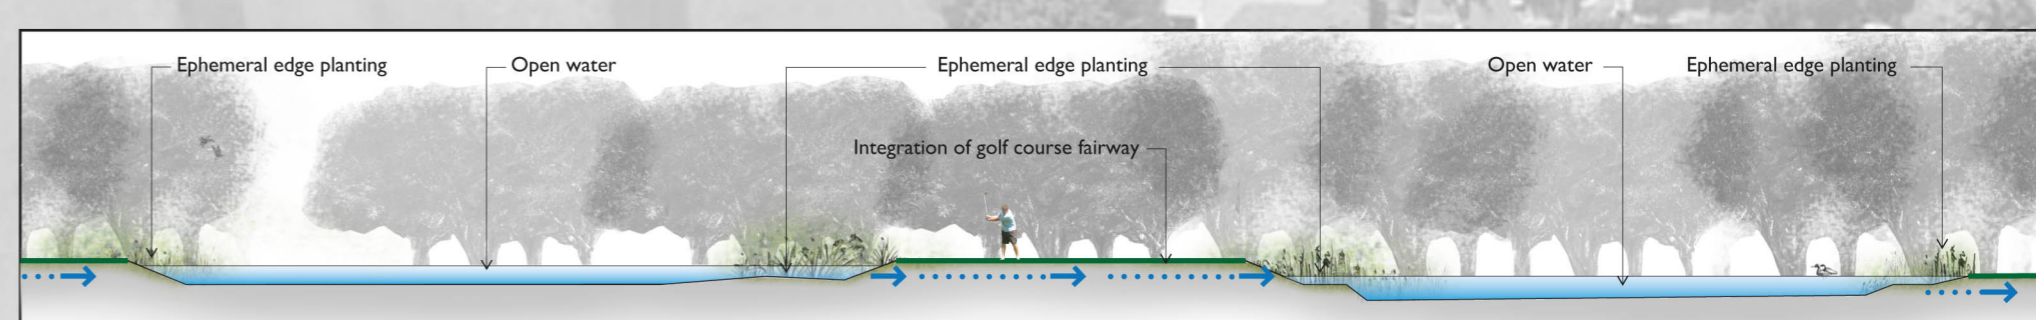 Ephemeral edge planting
Open water
Ephemeral edge planting
Open water
Ephemeral edge planting
Integration of golf course fairway